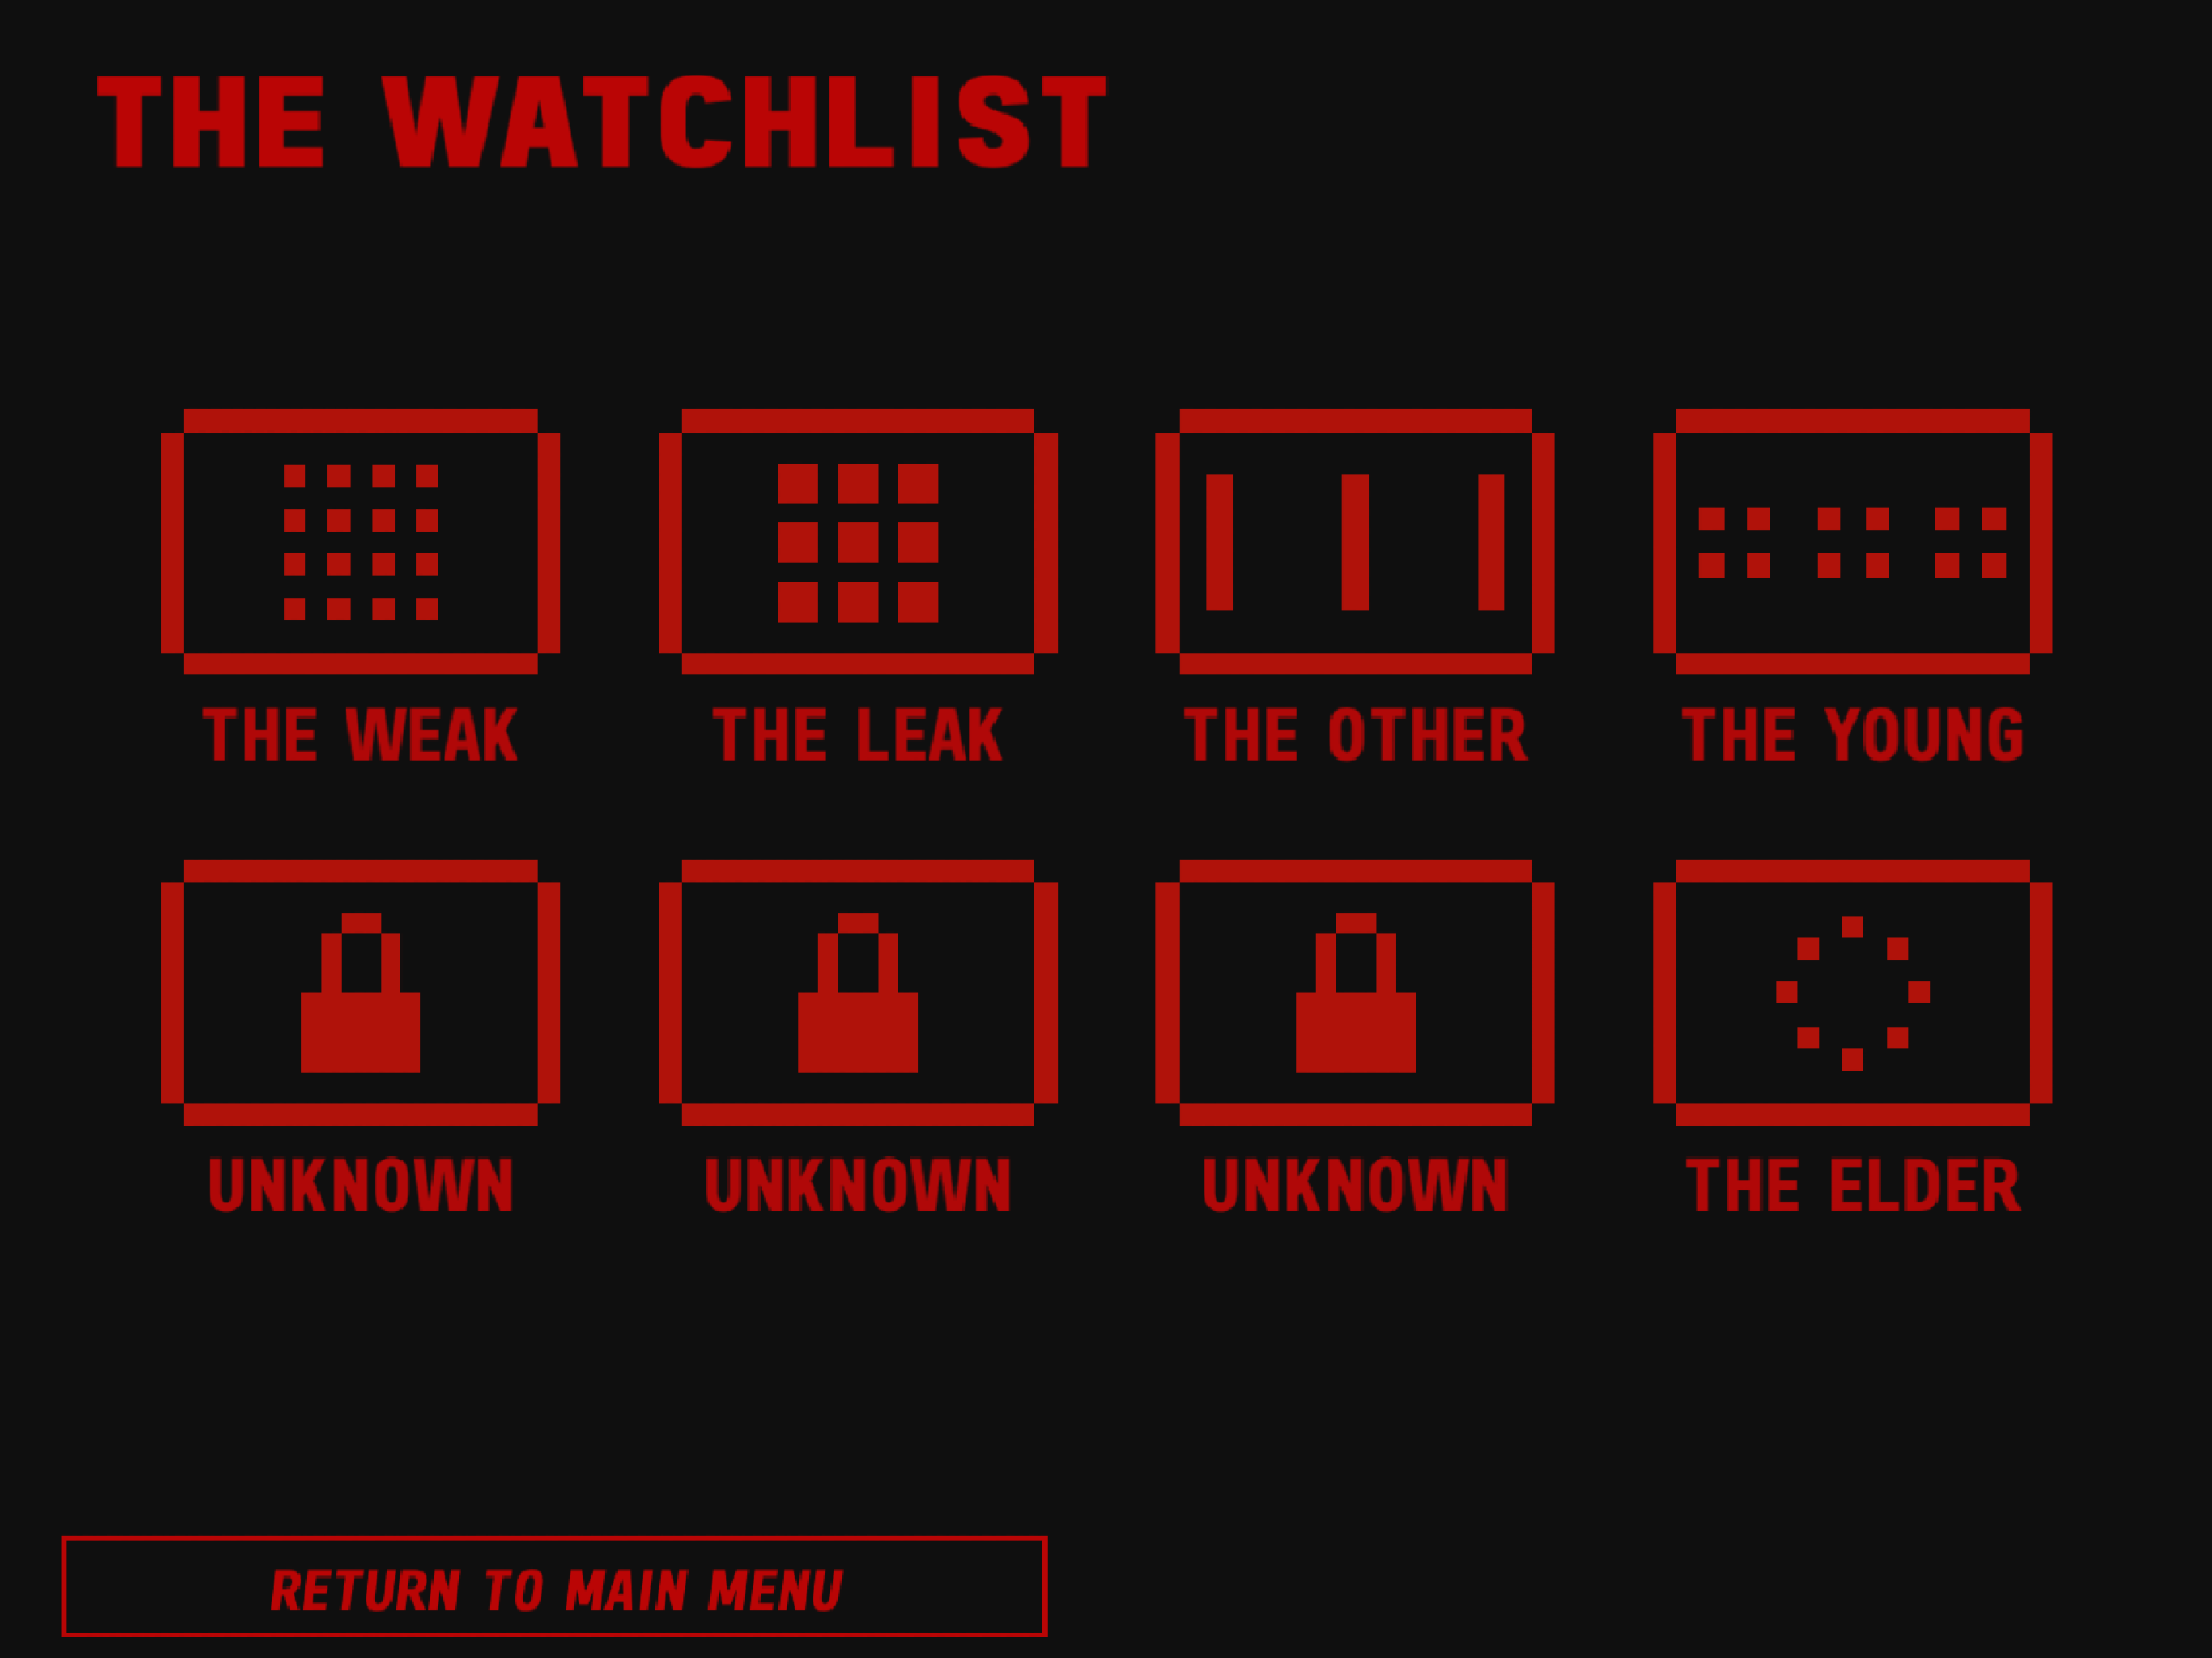 THE WATCHLIST
THE WEAK
THE LEAK
THE OTHER
THE YOUNG
UNKNOWN
UNKNOWN
UNKNOWN
THE ELDER
RETURN TO MAIN MENU